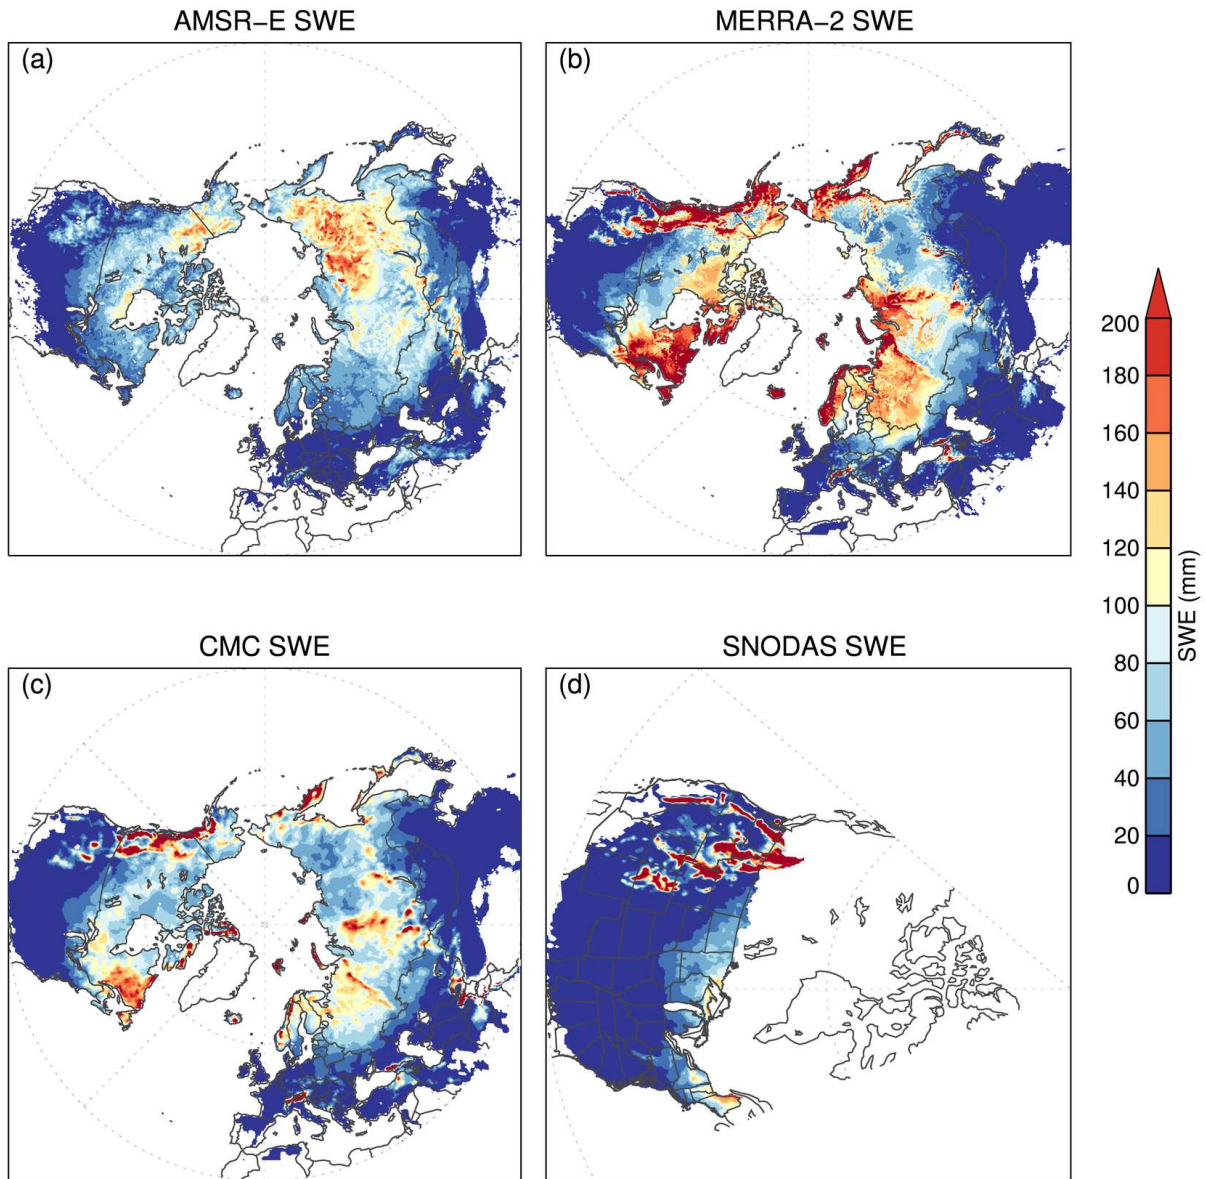 AMSR−E SWE
MERRA−2 SWE
(a)
(b)
CMC SWE
SNODAS SWE
(c)
(d)
200
180
160
140
120
100
80
60
40
20
0
SWE (mm)